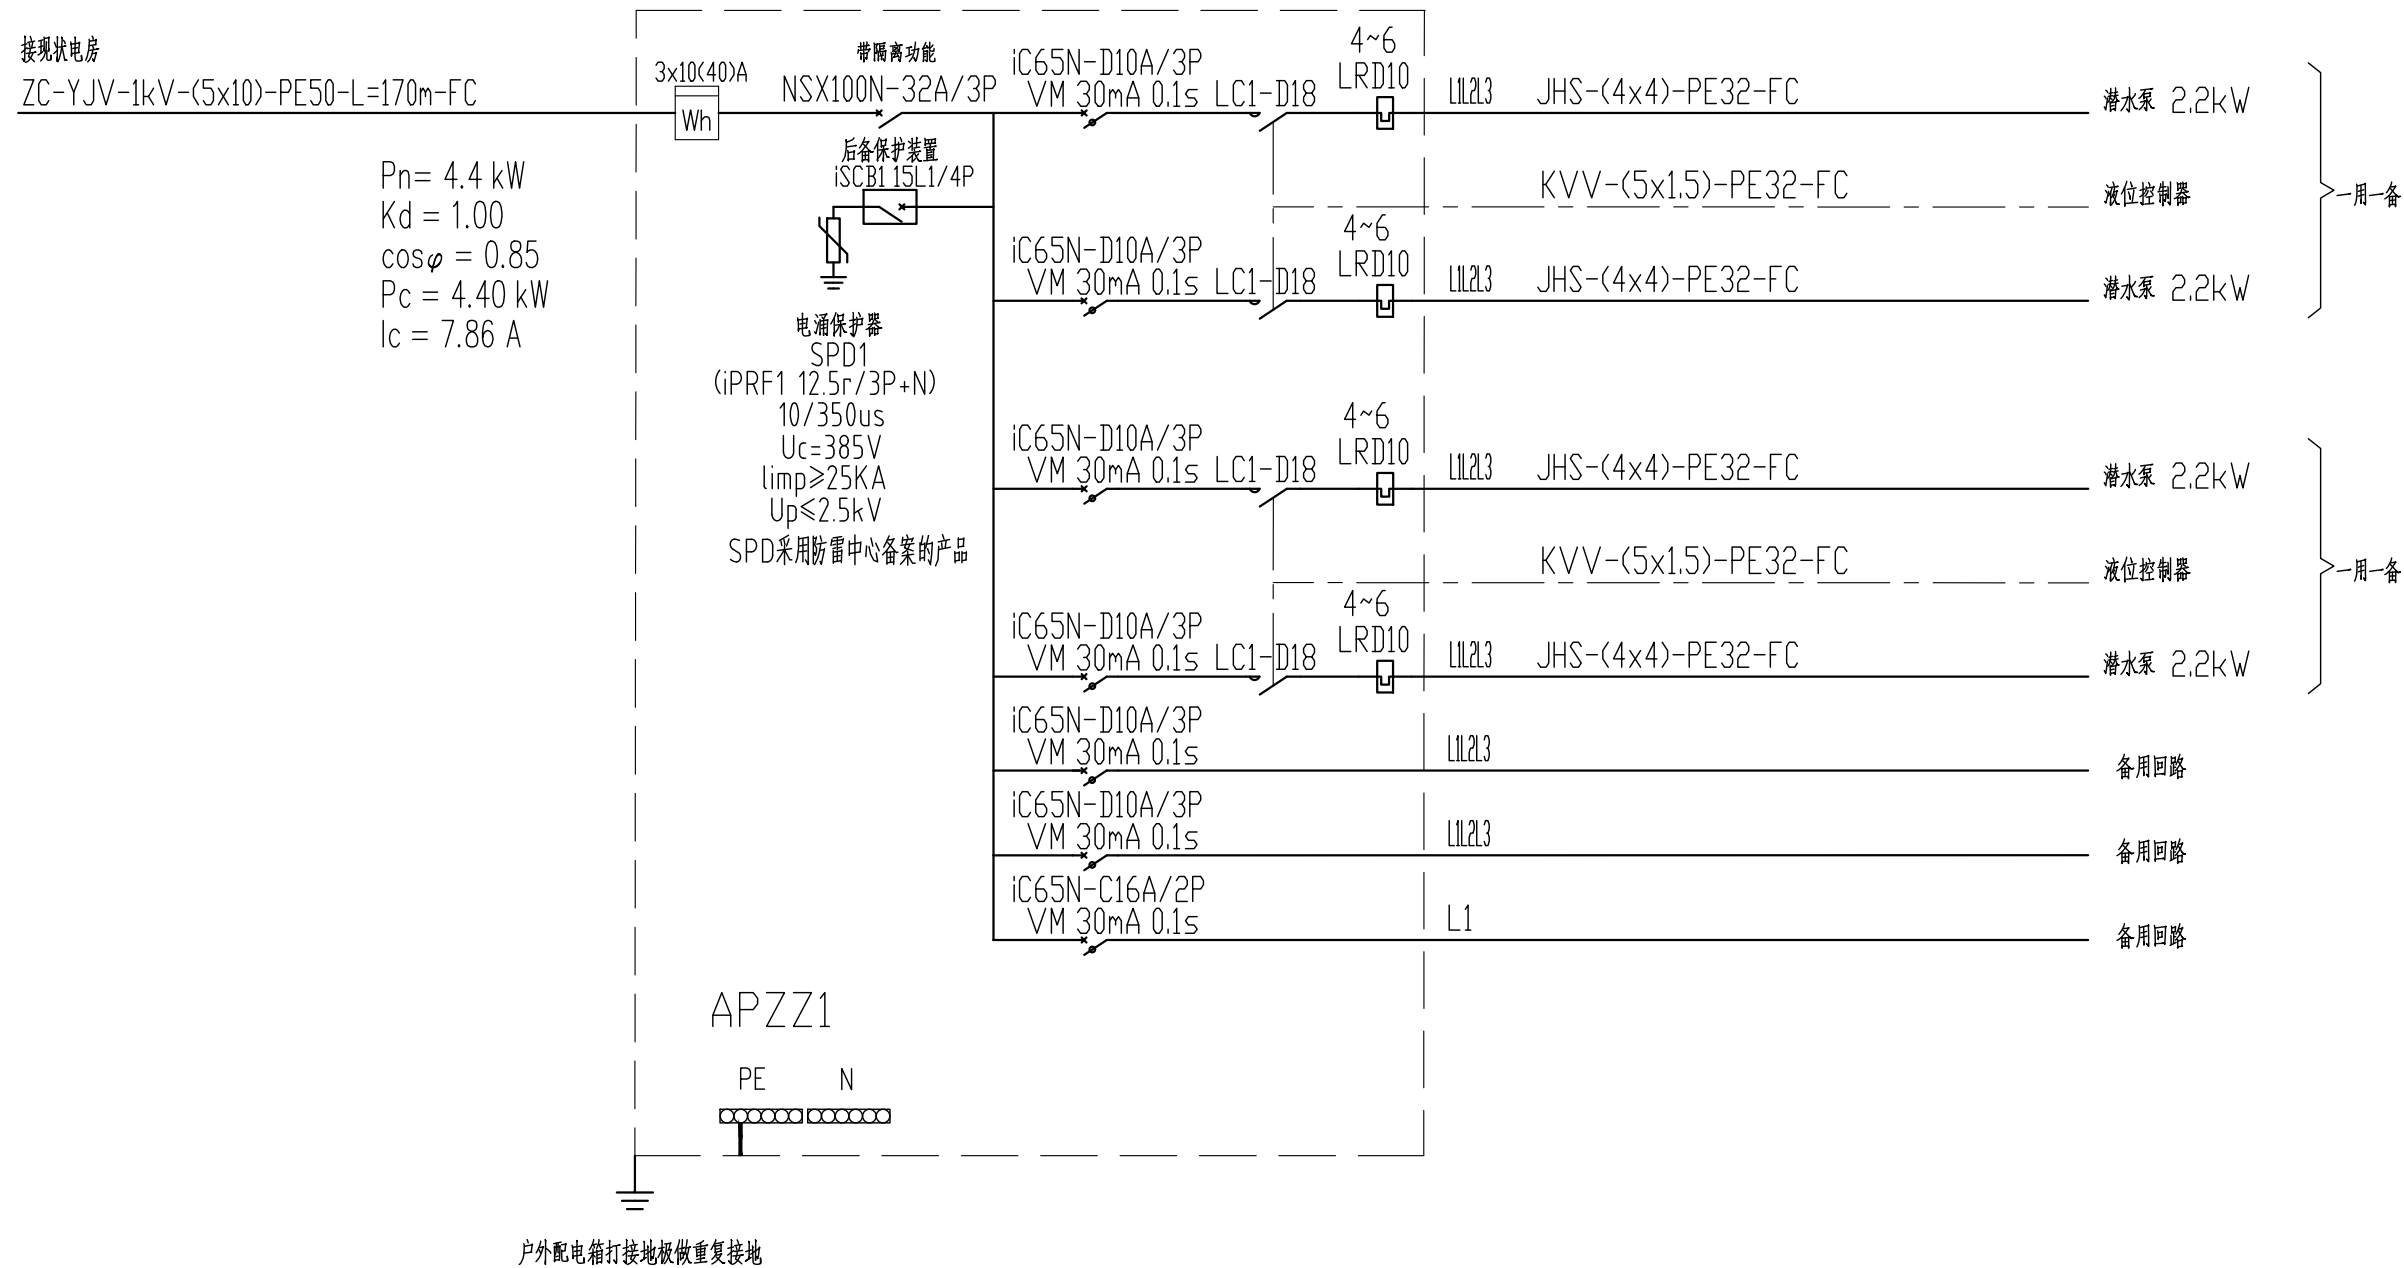 接现状电房
ZC-YJV-1kV-(5x10)-PE50-L=170m-FC
Pn= 4.4 kW
Kd = 1.00
cosφ = 0.85
Pc = 4.40 kW
Ic = 7.86 A
3x10(40)A
Wh
带隔离功能
NSX100N-32A/3P
后备保护装置
iSCB1 15L1/4P
电涌保护器
SPD1
(iPRF1 12.5r/3P+N)
10/350us
Uc=385V
limp≥25KA
Up≤2.5kV
SPD采用防雷中心备案的产品
iC65N-D10A/3P
VM 30mA 0.1s
LC1-D18
4~6
LRD10
L1L2L3
JHS-(4x4)-PE32-FC
潜水泵 2.2kW
KVV-(5x1.5)-PE32-FC
液位控制器
一用一备
iC65N-D10A/3P
VM 30mA 0.1s
LC1-D18
4~6
LRD10
L1L2L3
JHS-(4x4)-PE32-FC
潜水泵 2.2kW
iC65N-D10A/3P
VM 30mA 0.1s
LC1-D18
4~6
LRD10
L1L2L3
JHS-(4x4)-PE32-FC
潜水泵 2.2kW
KVV-(5x1.5)-PE32-FC
液位控制器
一用一备
iC65N-D10A/3P
VM 30mA 0.1s
LC1-D18
4~6
LRD10
L1L2L3
JHS-(4x4)-PE32-FC
潜水泵 2.2kW
iC65N-D10A/3P
VM 30mA 0.1s
L1L2L3
备用回路
iC65N-D10A/3P
VM 30mA 0.1s
L1L2L3
备用回路
iC65N-C16A/2P
VM 30mA 0.1s
L1
备用回路
APZZ1
PE
N
户外配电箱打接地极做重复接地